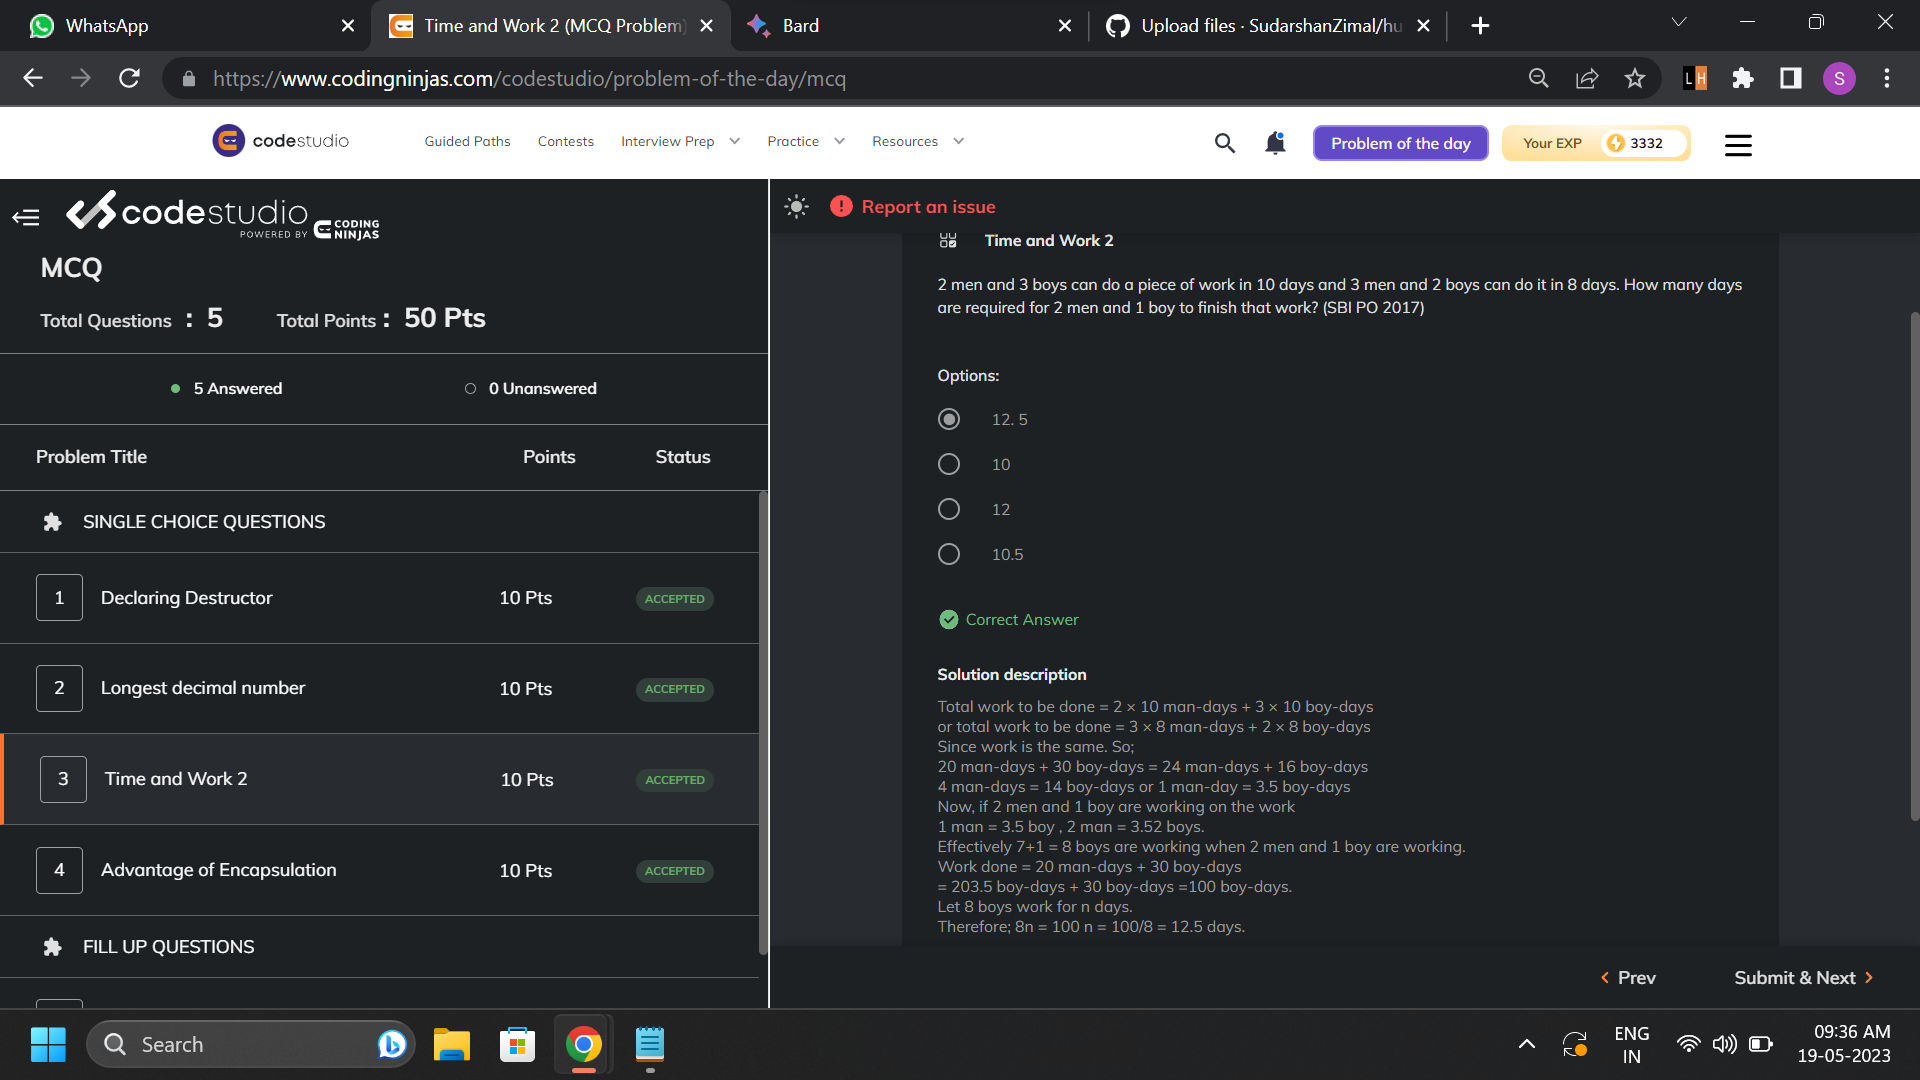 WhatsApp
Time and Work 2 (MCQ Problem)
Bard
Upload files · SudarshanZimal/hu
https://www.codingninjas.com/codestudio/problem-of-the-day/mcq
L H
S
codestudio
Guided Paths
Contests
Interview Prep
Practice
Resources
Problem of the day
Your EXP
3332
codestudio
POWERED BY CODING NINJAS
MCQ
Total Questions : 5
Total Points : 50 Pts
5 Answered
0 Unanswered
Problem Title
Points
Status
SINGLE CHOICE QUESTIONS
1 Declaring Destructor 10 Pts ACCEPTED
2 Longest decimal number 10 Pts ACCEPTED
3 Time and Work 2 10 Pts ACCEPTED
4 Advantage of Encapsulation 10 Pts ACCEPTED
FILL UP QUESTIONS
Report an issue
Time and Work 2
2 men and 3 boys can do a piece of work in 10 days and 3 men and 2 boys can do it in 8 days. How many days
are required for 2 men and 1 boy to finish that work? (SBI PO 2017)
Options:
12. 5
10
12
10.5
Correct Answer
Solution description
Total work to be done = 2 × 10 man-days + 3 × 10 boy-days
or total work to be done = 3 × 8 man-days + 2 × 8 boy-days
Since work is the same. So;
20 man-days + 30 boy-days = 24 man-days + 16 boy-days
4 man-days = 14 boy-days or 1 man-day = 3.5 boy-days
Now, if 2 men and 1 boy are working on the work
1 man = 3.5 boy , 2 man = 3.52 boys.
Effectively 7+1 = 8 boys are working when 2 men and 1 boy are working.
Work done = 20 man-days + 30 boy-days
= 203.5 boy-days + 30 boy-days =100 boy-days.
Let 8 boys work for n days.
Therefore; 8n = 100 n = 100/8 = 12.5 days.
Prev
Submit & Next
Search
ENG
IN
09:36 AM
19-05-2023